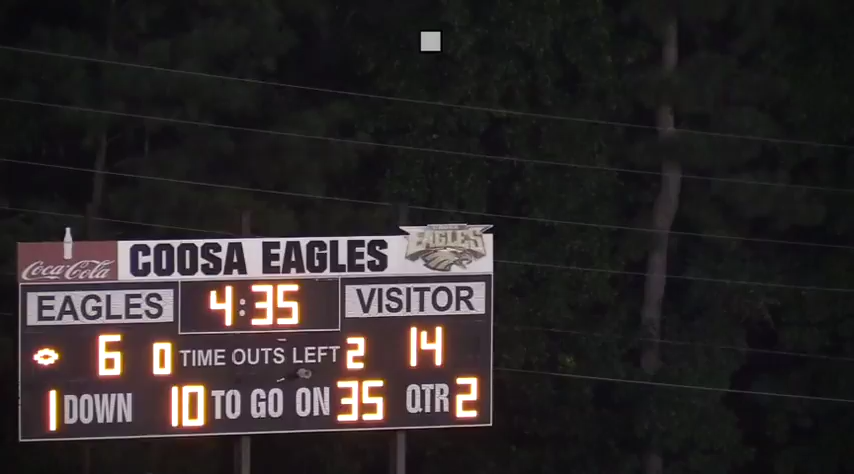 Coca-Cola COOSA EAGLES EAGLES
EAGLES 4:35 VISITOR
6 0 TIME OUTS LEFT 2 14
1 DOWN 10 TO GO ON 35 QTR 2